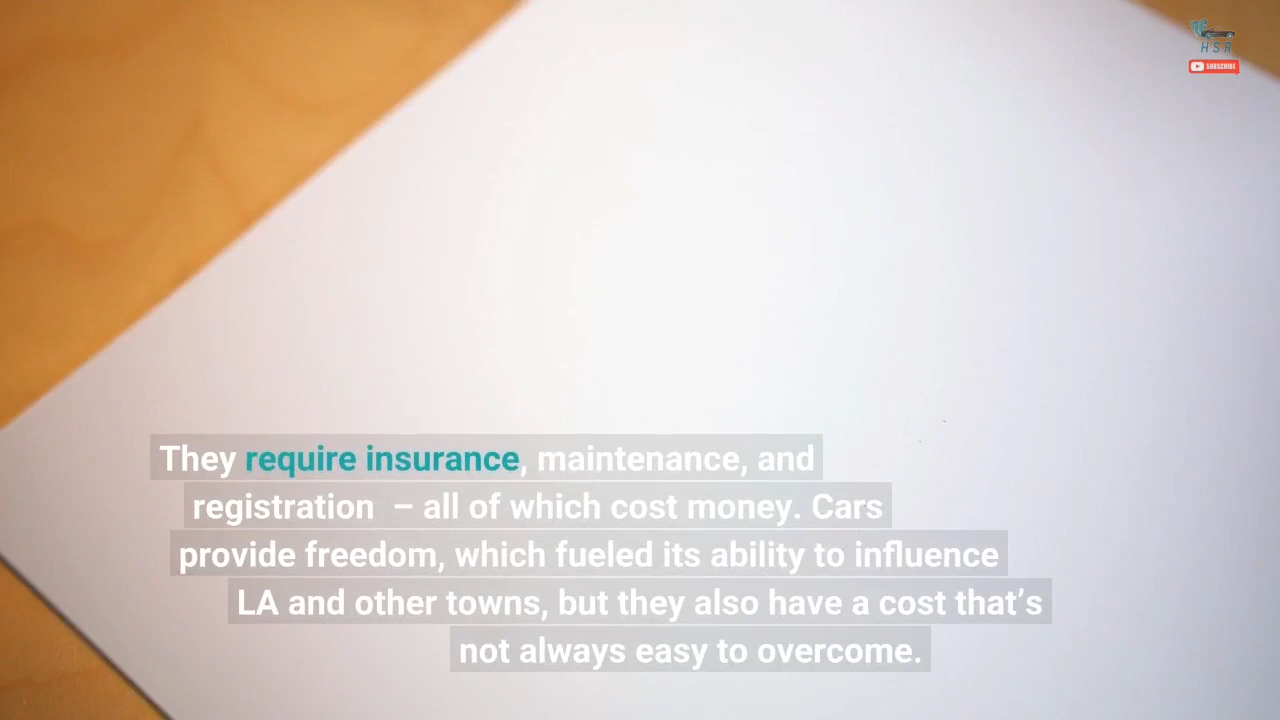 HSR
SUBSCRIBE
They require insurance, maintenance, and
registration – all of which cost money. Cars
provide freedom, which fueled its ability to influence
LA and other towns, but they also have a cost that’s
not always easy to overcome.